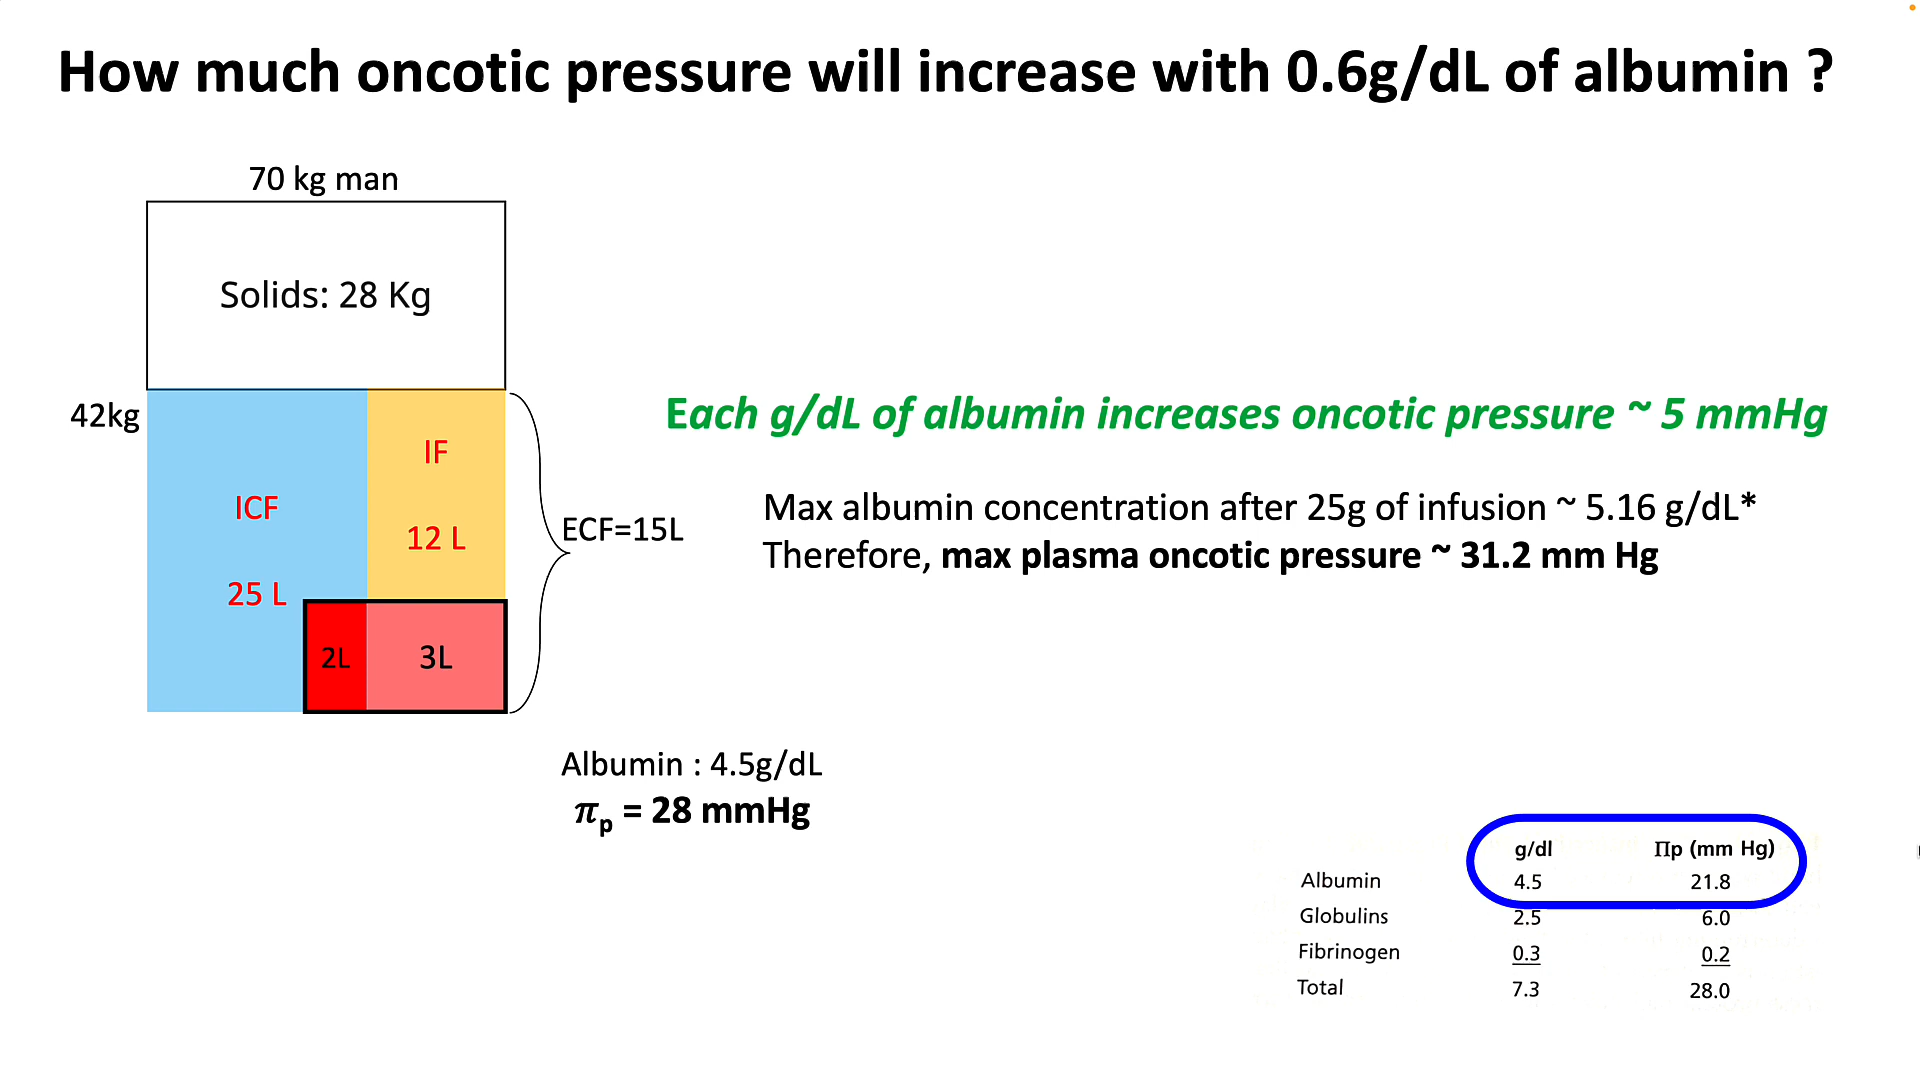 How much oncotic pressure will increase with 0.6g/dL of albumin ?
70 kg man
Solids: 28 Kg
42kg
IF
12 L
ICF
25 L
2L
3L
ECF=15L
Each g/dL of albumin increases oncotic pressure ~ 5 mmHg
Max albumin concentration after 25g of infusion ~ 5.16 g/dL*
Therefore, max plasma oncotic pressure ~ 31.2 mm Hg
Albumin : 4.5g/dL
πp = 28 mmHg
g/dl Πp (mm Hg)
Albumin 4.5 21.8
Globulins 2.5 6.0
Fibrinogen 0.3 0.2
Total 7.3 28.0